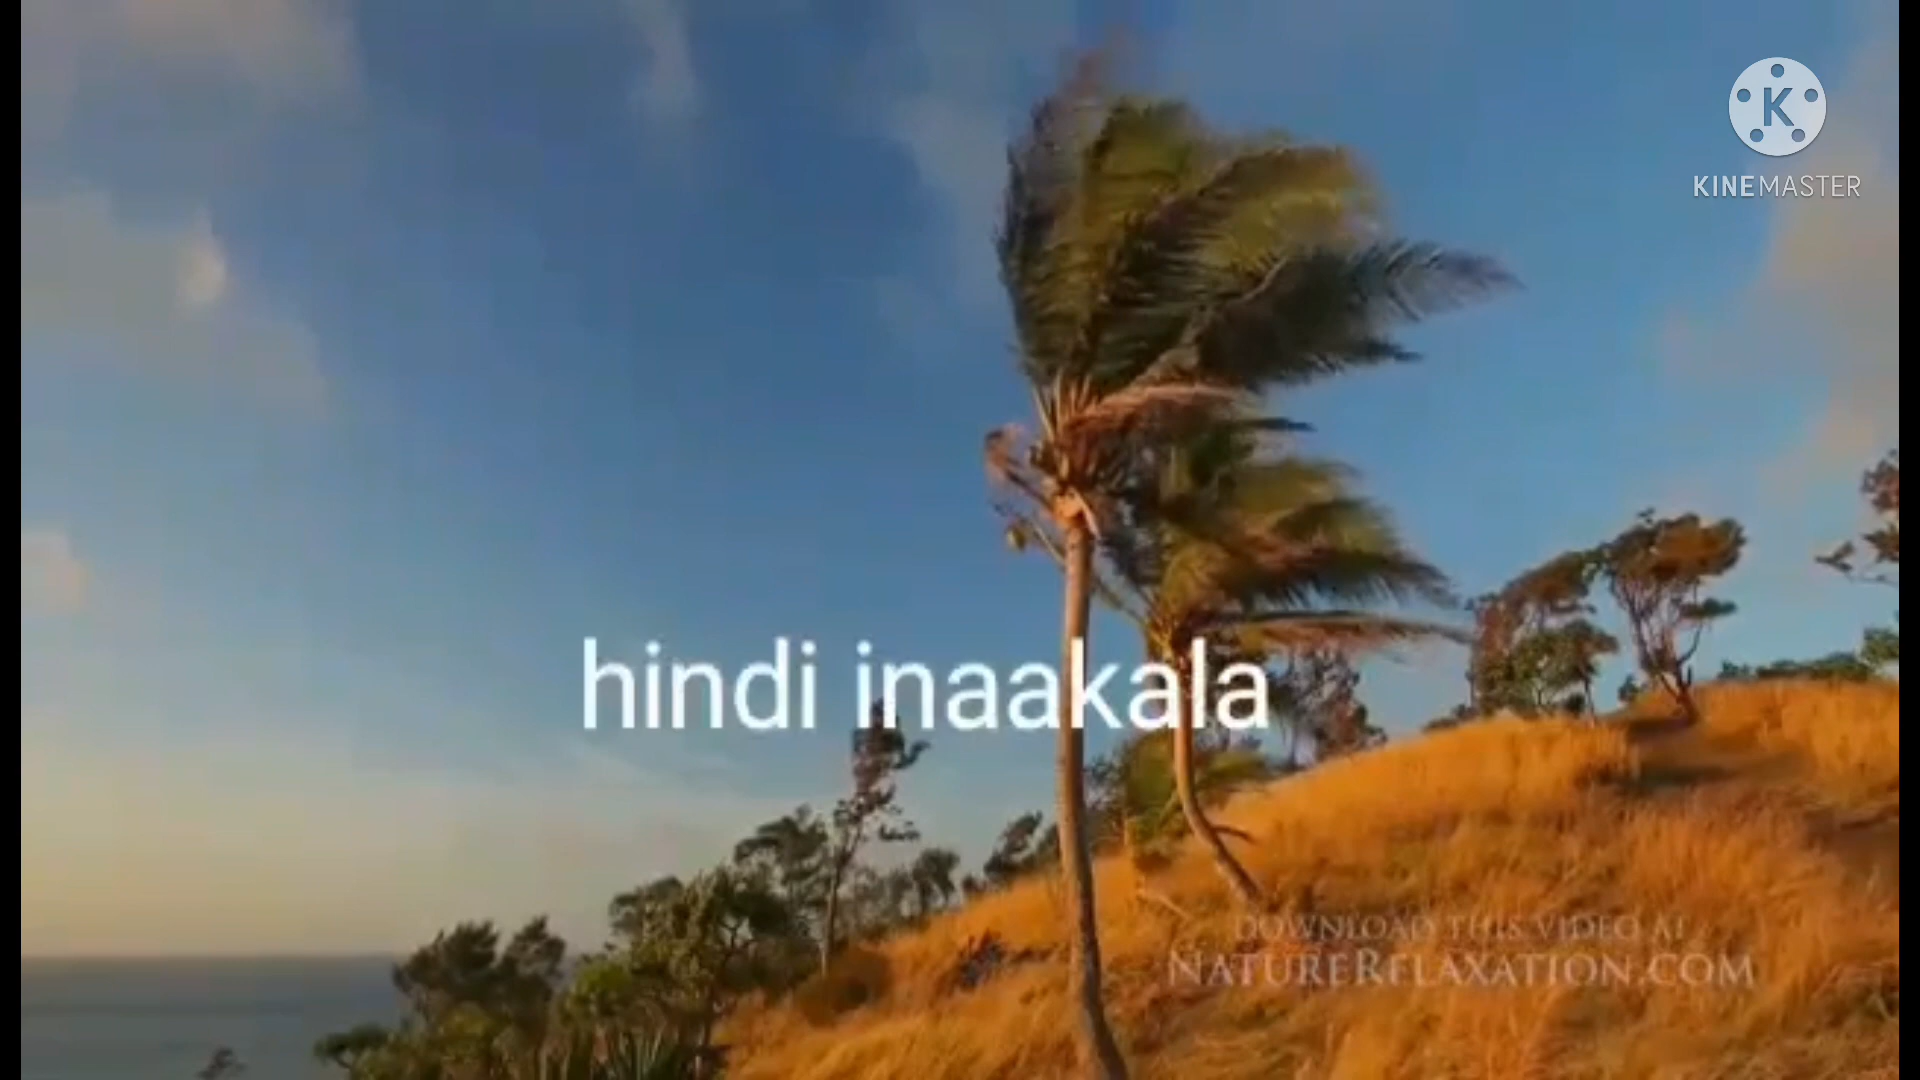 K
KINEMASTER
hindi inaakala
DOWNLOAD THIS VIDEO AT
NATURERELAXATION.COM